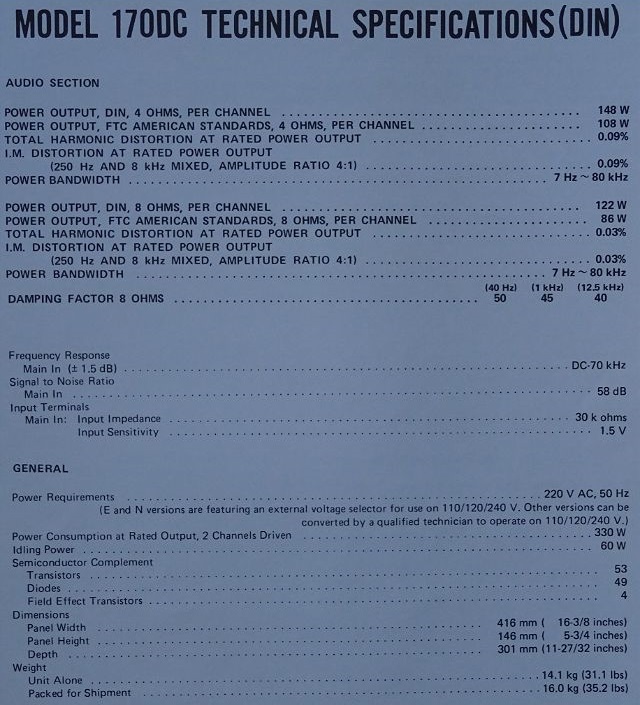 MODEL 170DC TECHNICAL SPECIFICATIONS (DIN)
AUDIO SECTION
POWER OUTPUT, DIN, 4 OHMS, PER CHANNEL 148 W
POWER OUTPUT, FTC AMERICAN STANDARDS, 4 OHMS, PER CHANNEL 108 W
TOTAL HARMONIC DISTORTION AT RATED POWER OUTPUT 0.09%
I.M. DISTORTION AT RATED POWER OUTPUT
(250 Hz AND 8 kHz MIXED, AMPLITUDE RATIO 4:1) 0.09%
POWER BANDWIDTH 7 Hz ~ 80 kHz
POWER OUTPUT, DIN, 8 OHMS, PER CHANNEL 122 W
POWER OUTPUT, FTC AMERICAN STANDARDS, 8 OHMS, PER CHANNEL 86 W
TOTAL HARMONIC DISTORTION AT RATED POWER OUTPUT 0.03%
I.M. DISTORTION AT RATED POWER OUTPUT
(250 Hz AND 8 kHz MIXED, AMPLITUDE RATIO 4:1) 0.03%
POWER BANDWIDTH 7 Hz ~ 80 kHz
(40 Hz) (1 kHz) (12.5 kHz)
DAMPING FACTOR 8 OHMS 50 45 40
Frequency Response
Main In (± 1.5 dB) DC-70 kHz
Signal to Noise Ratio
Main In 58 dB
Input Terminals
Main In: Input Impedance 30 k ohms
Input Sensitivity 1.5 V
GENERAL
Power Requirements 220 V AC, 50 Hz
(E and N versions are featuring an external voltage selector for use on 110/120/240 V. Other versions can be
converted by a qualified technician to operate on 110/120/240 V.)
Power Consumption at Rated Output, 2 Channels Driven 330 W
Idling Power 60 W
Semiconductor Complement
Transistors 53
Diodes 49
Field Effect Transistors 4
Dimensions
Panel Width 416 mm ( 16-3/8 inches)
Panel Height 146 mm ( 5-3/4 inches)
Depth 301 mm (11-27/32 inches)
Weight
Unit Alone 14.1 kg (31.1 lbs)
Packed for Shipment 16.0 kg (35.2 lbs)